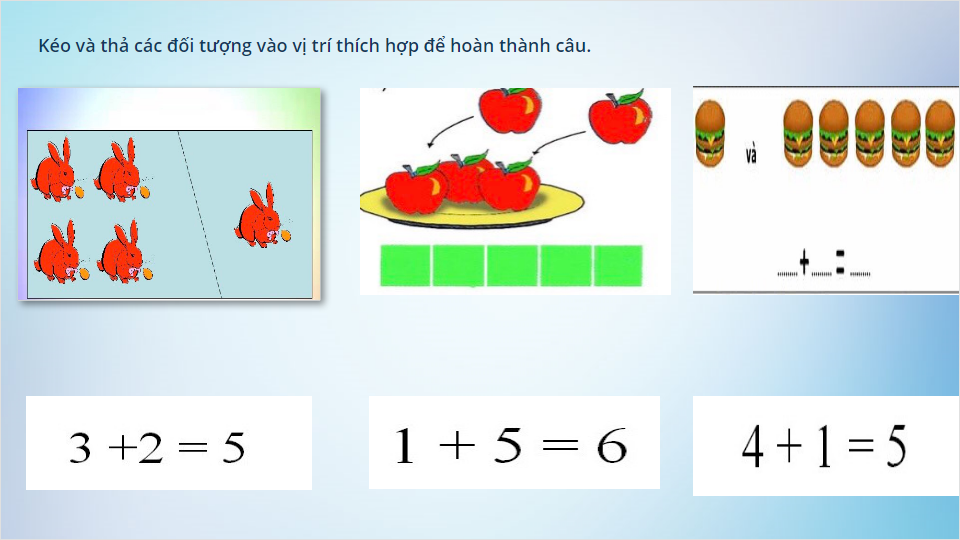 Kéo và thả các đối tượng vào vị trí thích hợp để hoàn thành câu.
và
........+........=........
3 +2 = 5
1 + 5 = 6
4 + 1 = 5